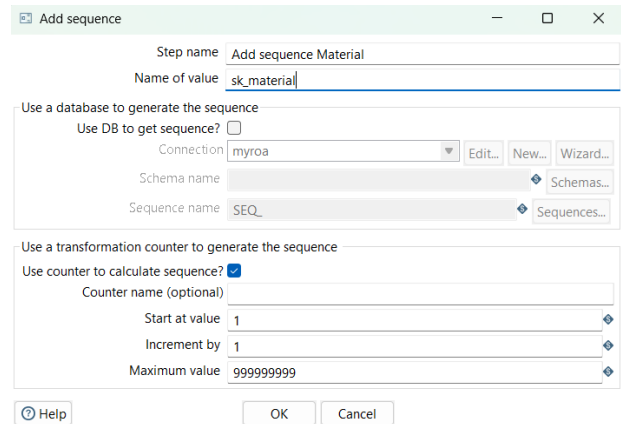 Add sequence
Step name Add sequence Material
Name of value sk_material
Use a database to generate the sequence
Use DB to get sequence?
Connection myroa Edit... New... Wizard...
Schema name Schemas...
Sequence name SEQ_ Sequences...
Use a transformation counter to generate the sequence
Use counter to calculate sequence?
Counter name (optional)
Start at value 1
Increment by 1
Maximum value 999999999
Help OK Cancel